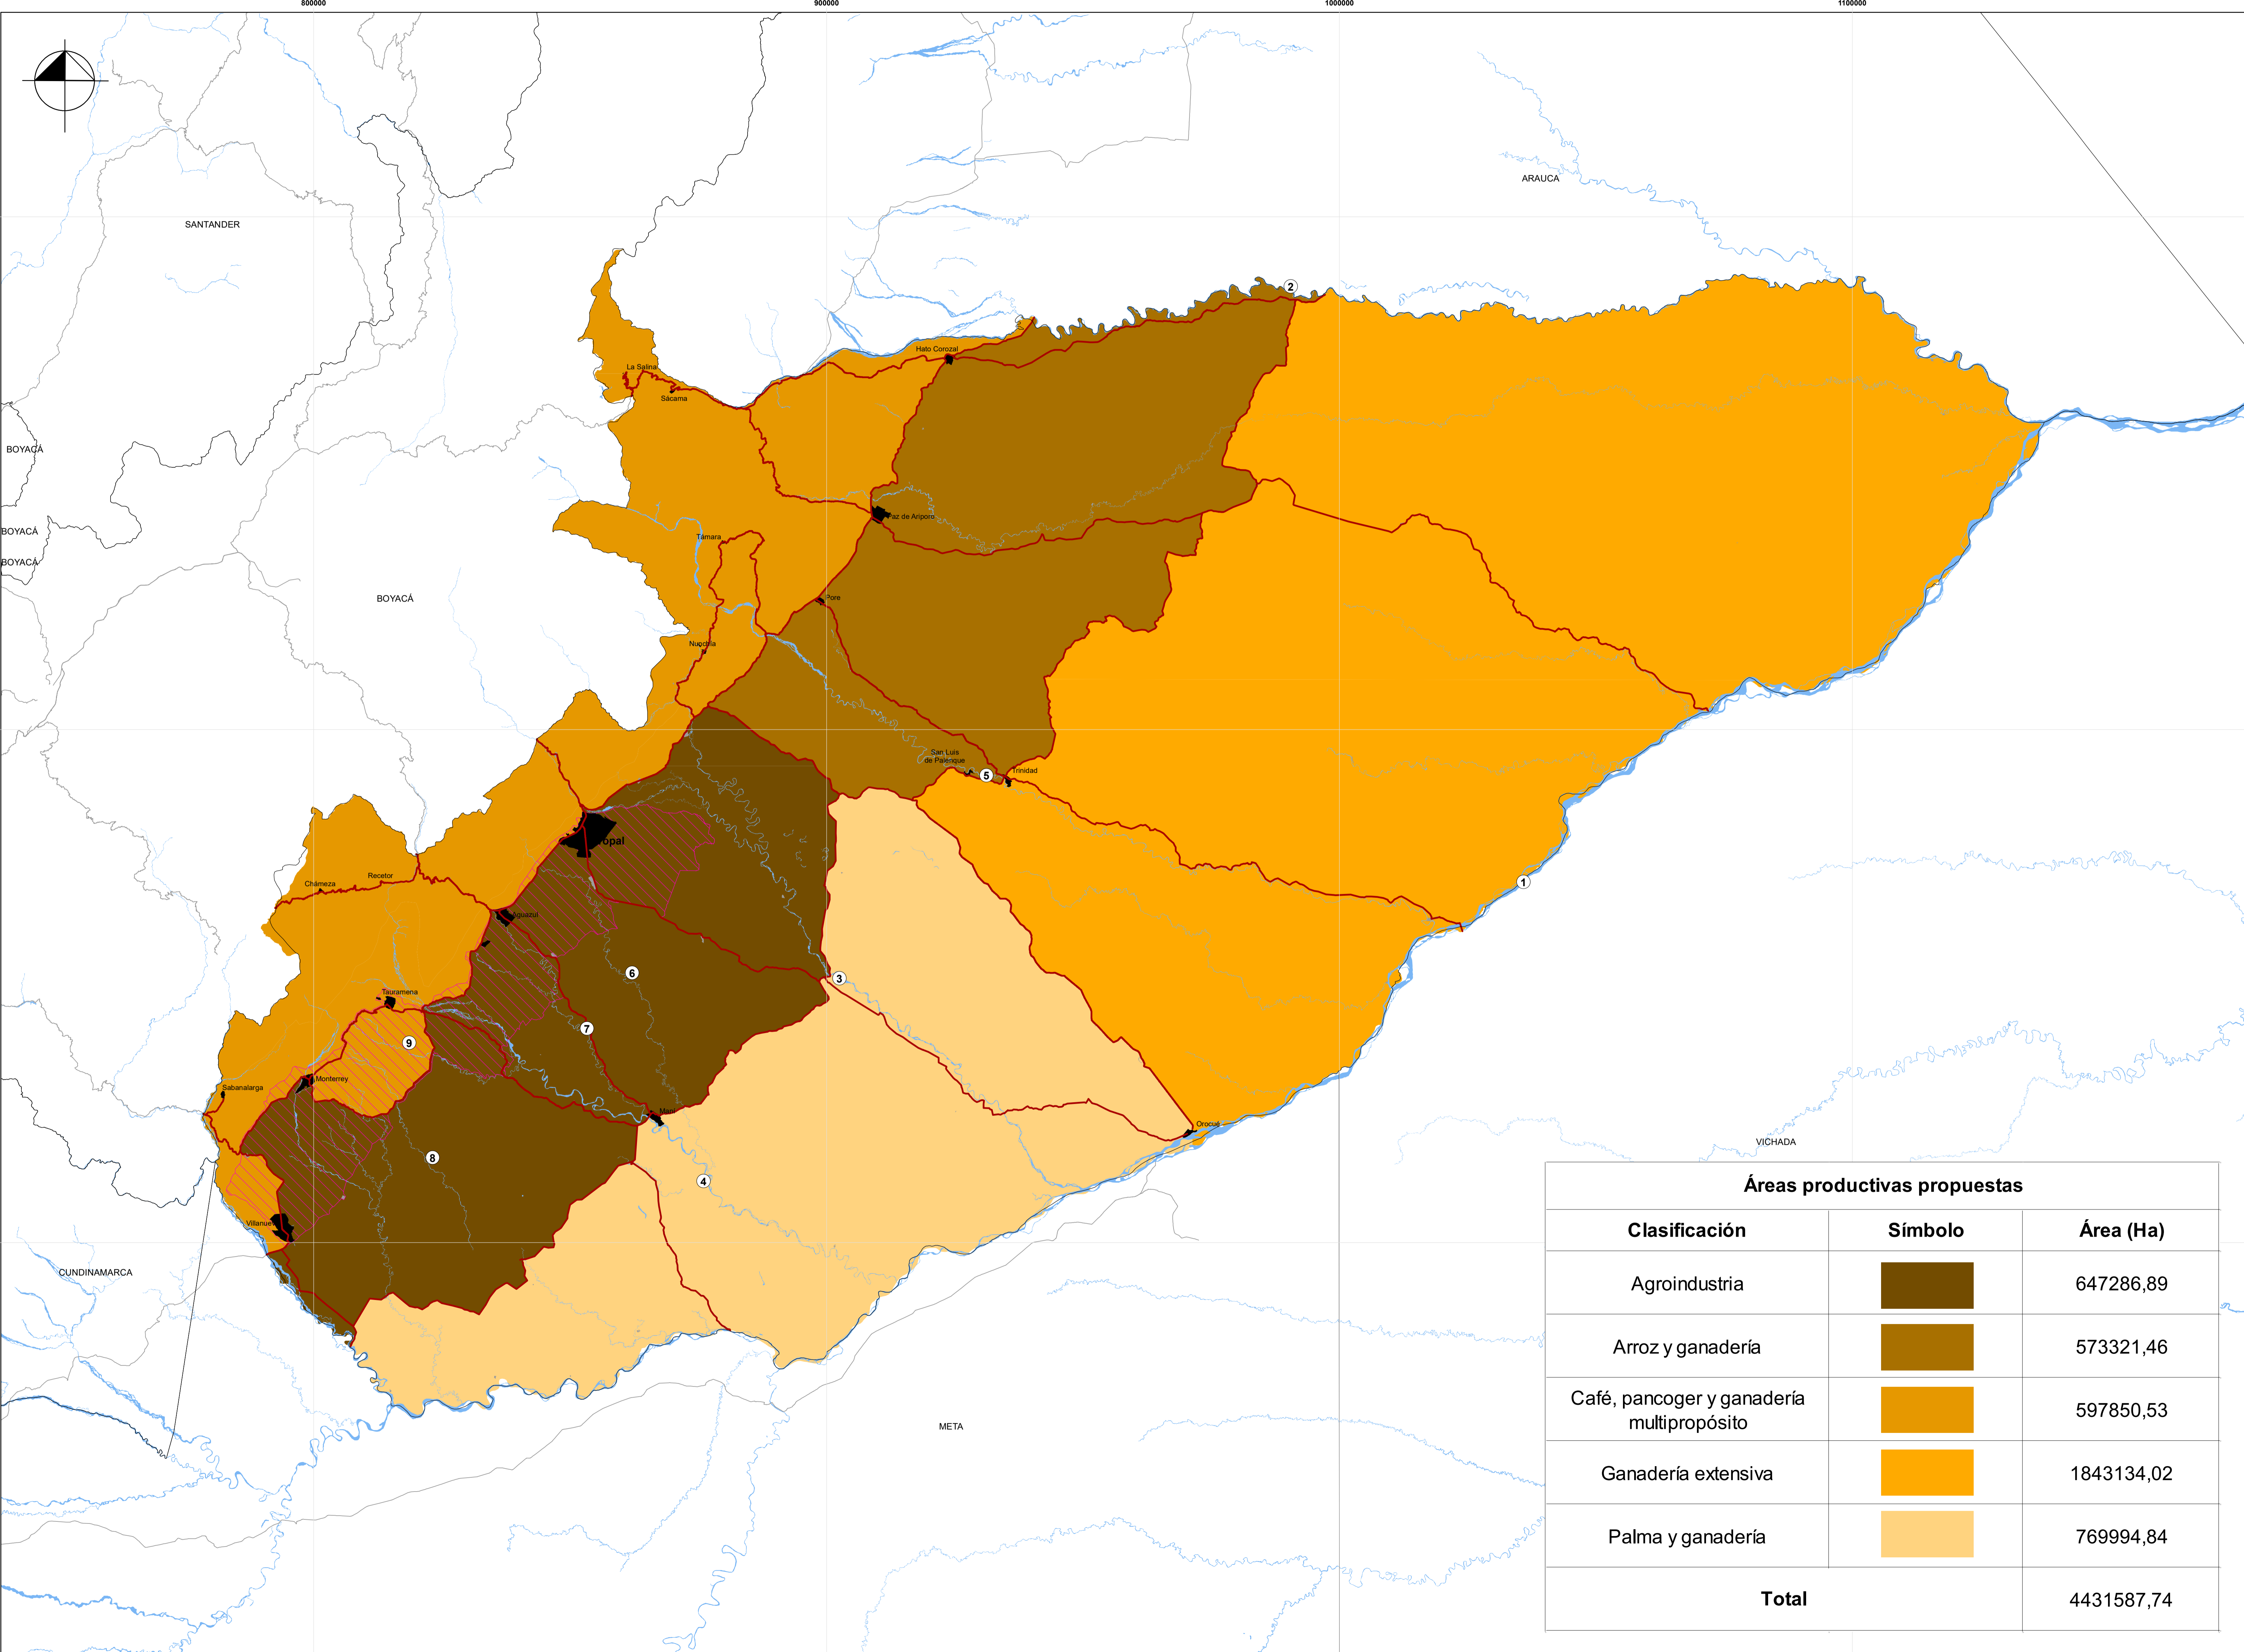 800000
900000
1000000
1100000
ARAUCA
SANTANDER
2
Hato Corozal
La Salina
Sácama
BOYACÁ
Paz de Ariporo
BOYACÁ
Támara
BOYACÁ
BOYACÁ
Pore
Nunchía
San Luis
de Palenque
5
Trinidad
opal
Chámeza
Recetor
1
Aguazul
6
3
Tauramena
7
9
Monterrey
Sabanalarga
Maní
Orocué
VICHADA
8
4
Villanue
CUNDINAMARCA
META
Áreas productivas propuestas
Clasificación
Símbolo
Área (Ha)
Agroindustria
647286,89
Arroz y ganadería
573321,46
Café, pancoger y ganadería
multipropósito
597850,53
Ganadería extensiva
1843134,02
Palma y ganadería
769994,84
Total
4431587,74